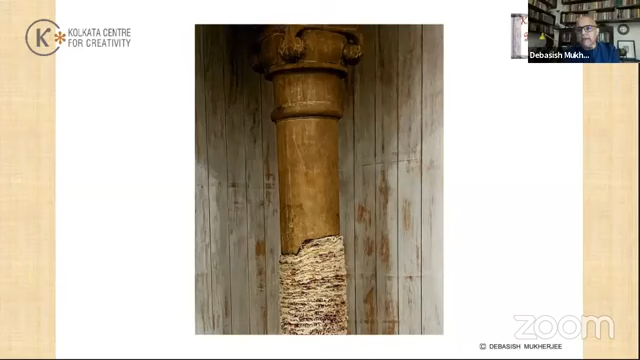 KOLKATA CENTRE
FOR CREATIVITY
Debasish Mukh...
zoom
© DEBASISH MUKHERJEE